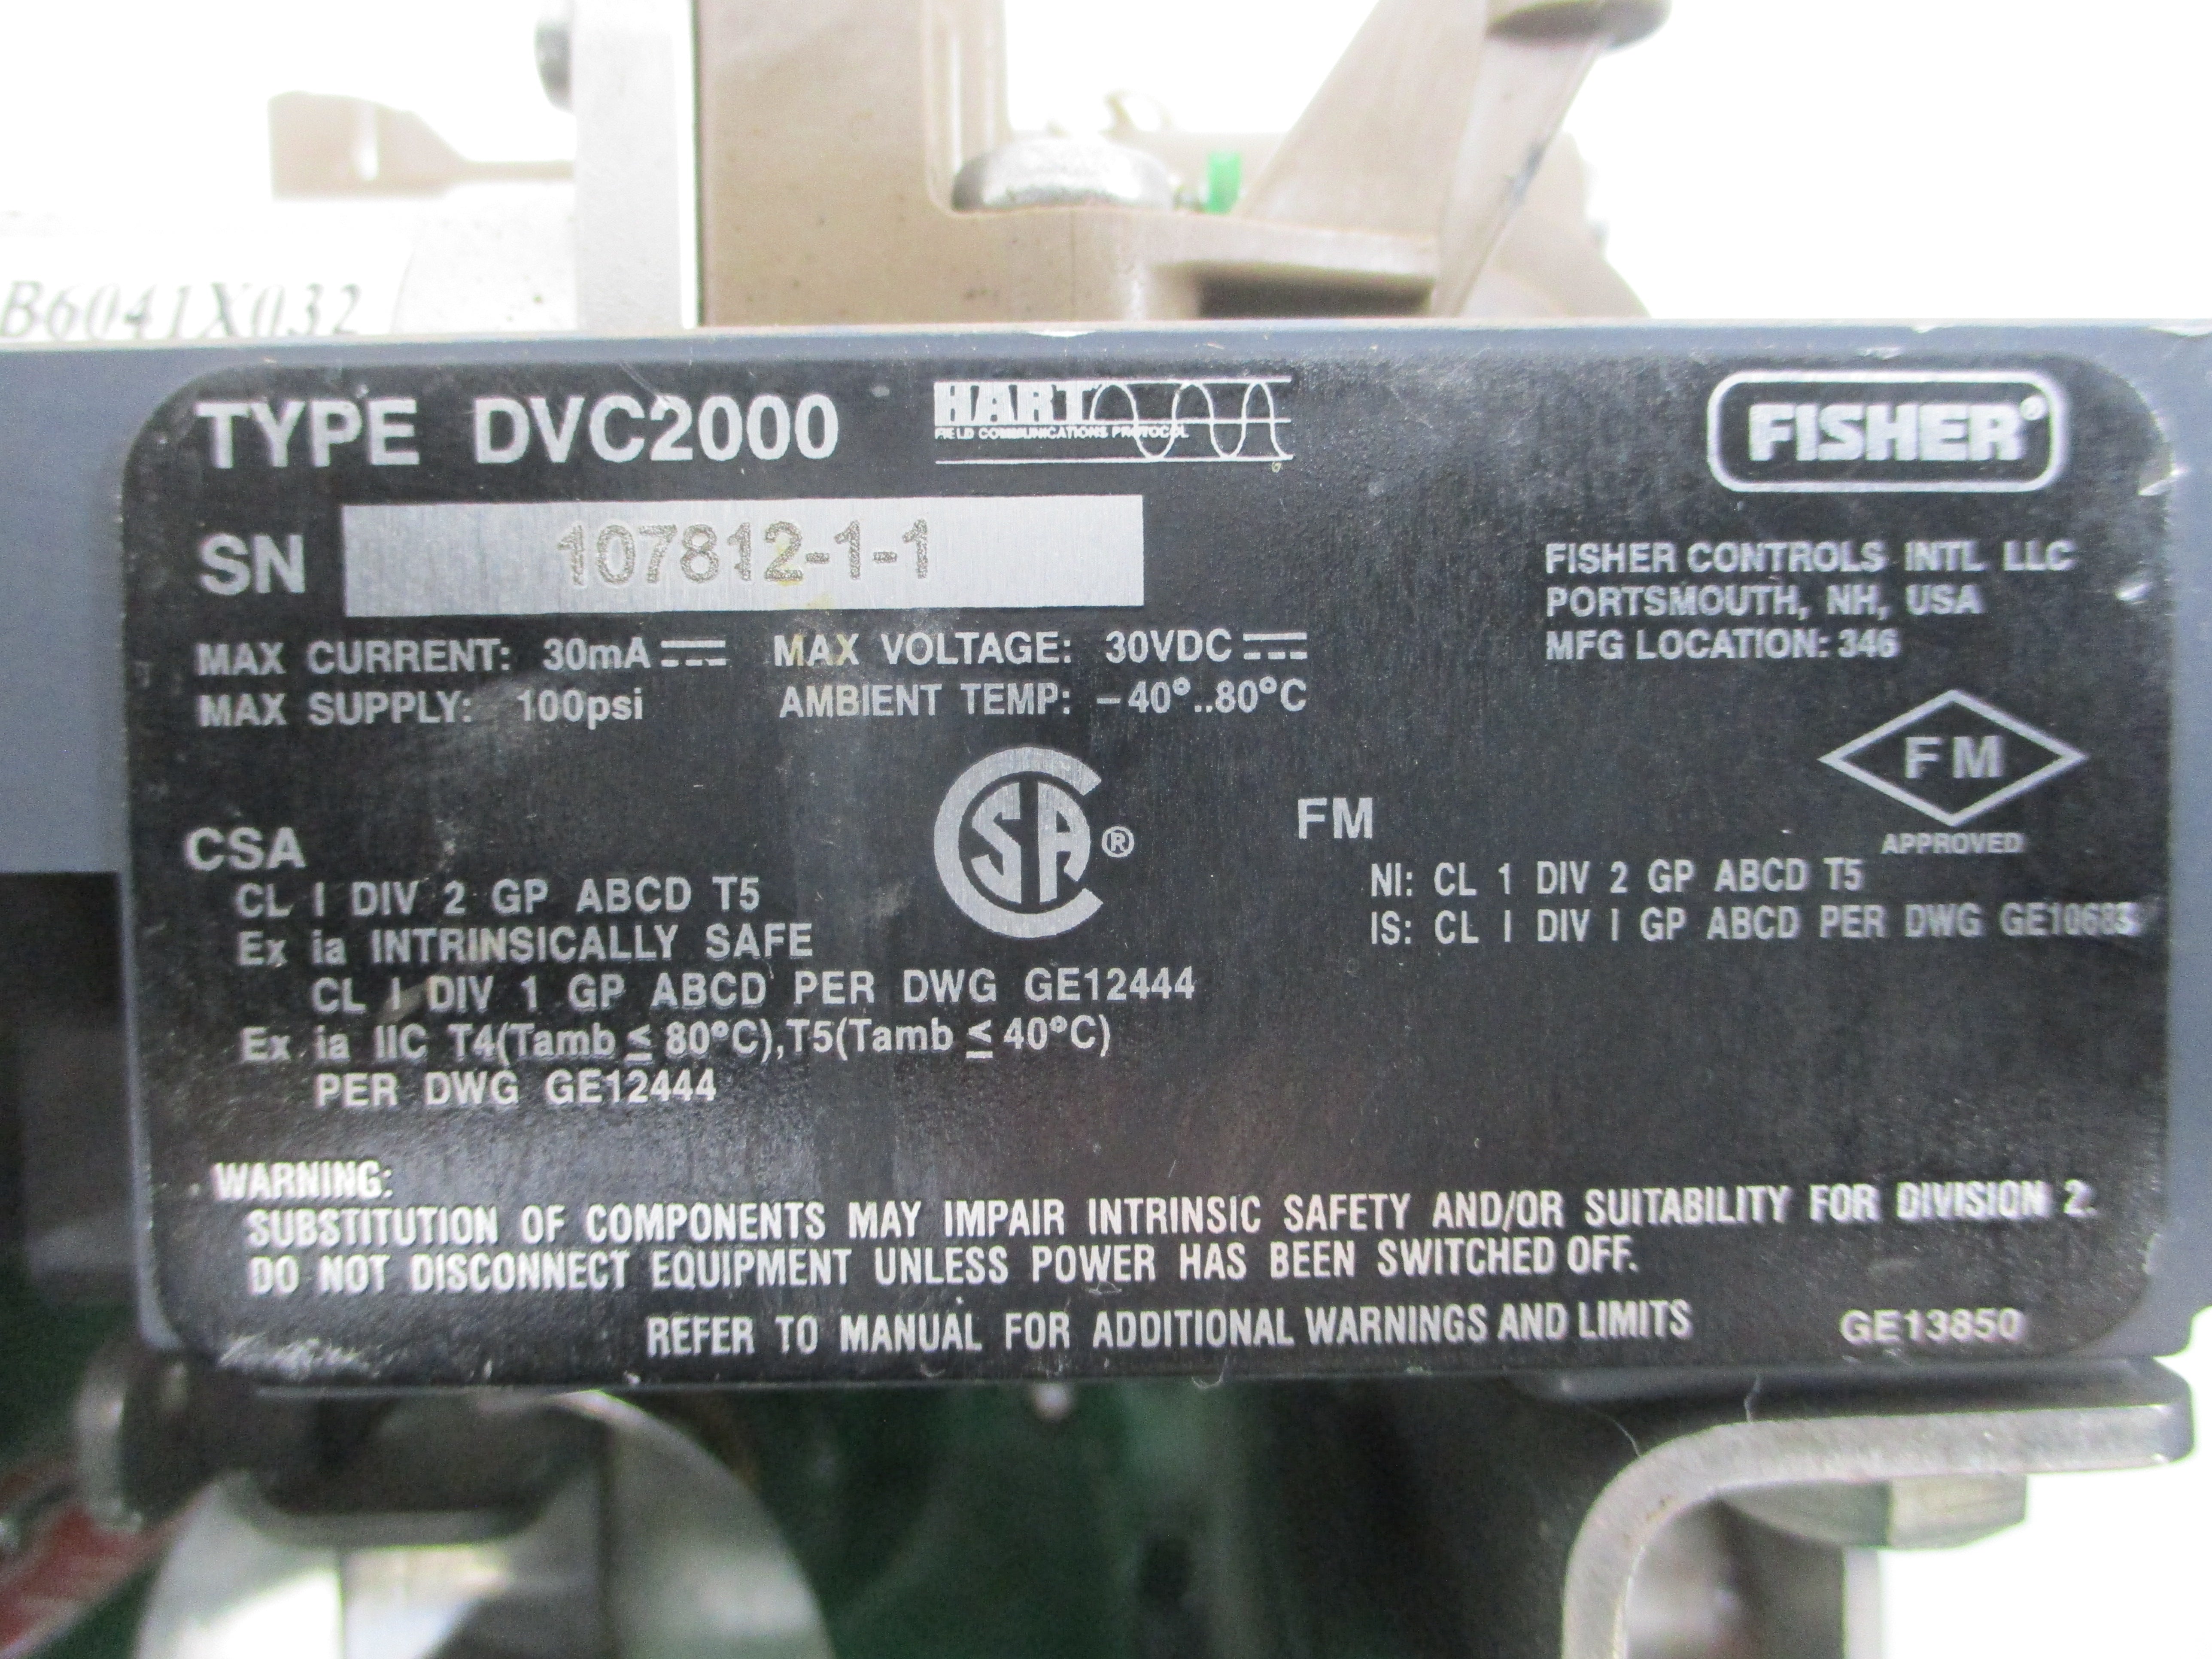 B6041X032
TYPE DVC2000
HART
FIELD COMMUNICATIONS PROTOCOL
FISHER®
SN 107812-1-1
FISHER CONTROLS INTL LLC
PORTSMOUTH, NH, USA
MFG LOCATION: 346
MAX CURRENT: 30mA MAX VOLTAGE: 30VDC
MAX SUPPLY: 100psi AMBIENT TEMP: -40°..80°C
CSA
CL I DIV 2 GP ABCD T5
Ex ia INTRINSICALLY SAFE
CL I DIV 1 GP ABCD PER DWG GE12444
Ex ia IIC T4(Tamb ≤ 80°C),T5(Tamb ≤ 40°C)
PER DWG GE12444
CSA®
FM
APPROVED
FM
NI: CL 1 DIV 2 GP ABCD T5
IS: CL I DIV I GP ABCD PER DWG
WARNING:
SUBSTITUTION OF COMPONENTS MAY IMPAIR INTRINSIC SAFETY AND/OR SUITABILITY FOR DIVISION 2.
DO NOT DISCONNECT EQUIPMENT UNLESS POWER HAS BEEN SWITCHED OFF.
REFER TO MANUAL FOR ADDITIONAL WARNINGS AND LIMITS
GE13850